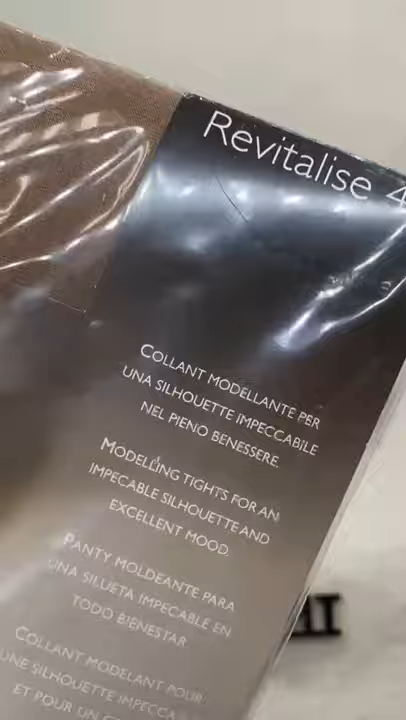 Revitalise 4
COLLANT MODELLANTE PER
UNA SILHOUETTE IMPECCABILE
NEL PIENO BENESSERE.
MODELLING TIGHTS FOR AN
IMPECABLE SILHOUETTE AND
EXCELLENT MOOD.
PANTY MOLDEANTE PARA
UNA SILUETA IMPECABLE EN
TODO BIENESTAR
COLLANT MODELANT POUR
UNE SILHOUETTE
ET POUR UN